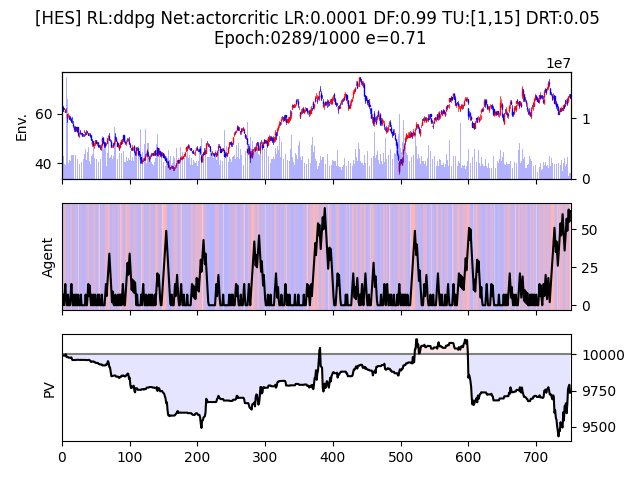 [HES] RL:ddpg Net:actorcritic LR:0.0001 DF:0.99 TU:[1,15] DRT:0.05
Epoch:0289/1000 e=0.71
1e7
Env.
60
40
1
0
Agent
50
25
0
PV
10000
9750
9500
0 100 200 300 400 500 600 700